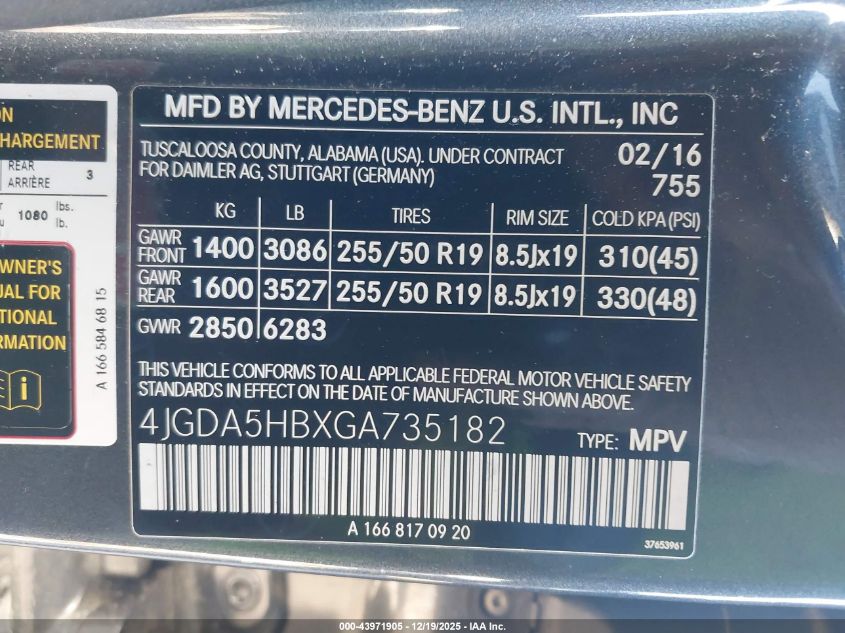 ON
CHARGEMENT
REAR
ARRIÈRE 3
1080 lbs.
lb.
OWNER'S
UAL FOR
TIONAL
ORMATION
A 166 584 68 15
MFD BY MERCEDES-BENZ U.S. INTL., INC
TUSCALOOSA COUNTY, ALABAMA (USA). UNDER CONTRACT 02/16
FOR DAIMLER AG, STUTTGART (GERMANY) 755
KG LB TIRES RIM SIZE COLD KPA (PSI)
GAWR FRONT 1400 3086 255/50 R19 8.5Jx19 310(45)
GAWR REAR 1600 3527 255/50 R19 8.5Jx19 330(48)
GVWR 2850 6283
THIS VEHICLE CONFORMS TO ALL APPLICABLE FEDERAL MOTOR VEHICLE SAFETY
STANDARDS IN EFFECT ON THE DATE OF MANUFACTURE SHOWN ABOVE.
4JGDA5HBXGA735182 TYPE: MPV
A 166 817 09 20
37653961
000-43971905 - 12/19/2025 - IAA Holdings, LLC.